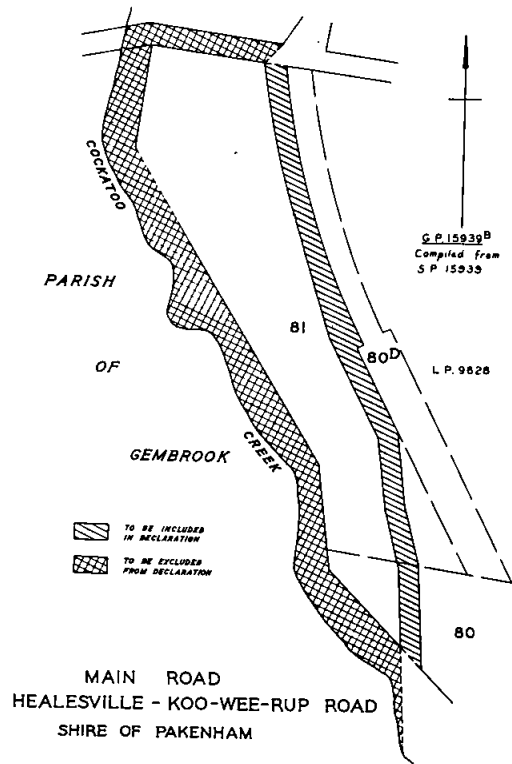 COCKATOO
G.P. 15939B
Compiled from
S P 15939
PARISH
81
80D
L P. 9628
OF
GEMBROOK
CREEK
TO BE INCLUDED
IN DECLARATION
TO BE EXCLUDED
FROM DECLARATION
80
MAIN ROAD
HEALESVILLE - KOO-WEE-RUP ROAD
SHIRE OF PAKENHAM